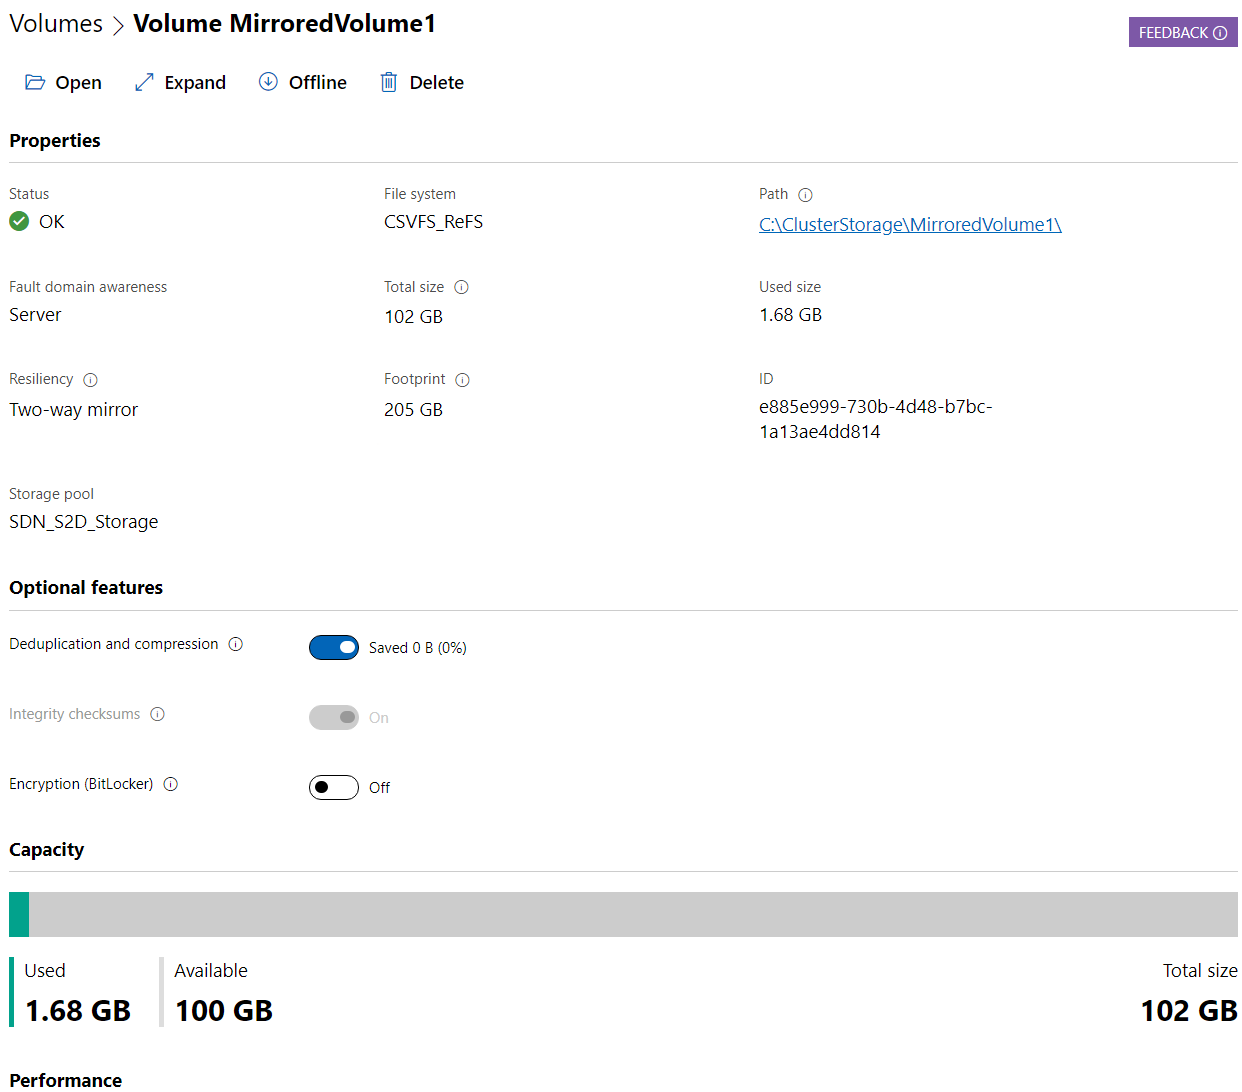 Volumes > Volume MirroredVolume1
FEEDBACK
Open Expand Offline Delete
Properties
Status File system Path
OK CSVFS_ReFS C:\ClusterStorage\MirroredVolume1\
Fault domain awareness Total size Used size
Server 102 GB 1.68 GB
Resiliency Footprint ID
Two-way mirror 205 GB e885e999-730b-4d48-b7bc-
1a13ae4dd814
Storage pool
SDN_S2D_Storage
Optional features
Deduplication and compression Saved 0 B (0%)
Integrity checksums On
Encryption (BitLocker) Off
Capacity
Used Available Total size
1.68 GB 100 GB 102 GB
Performance